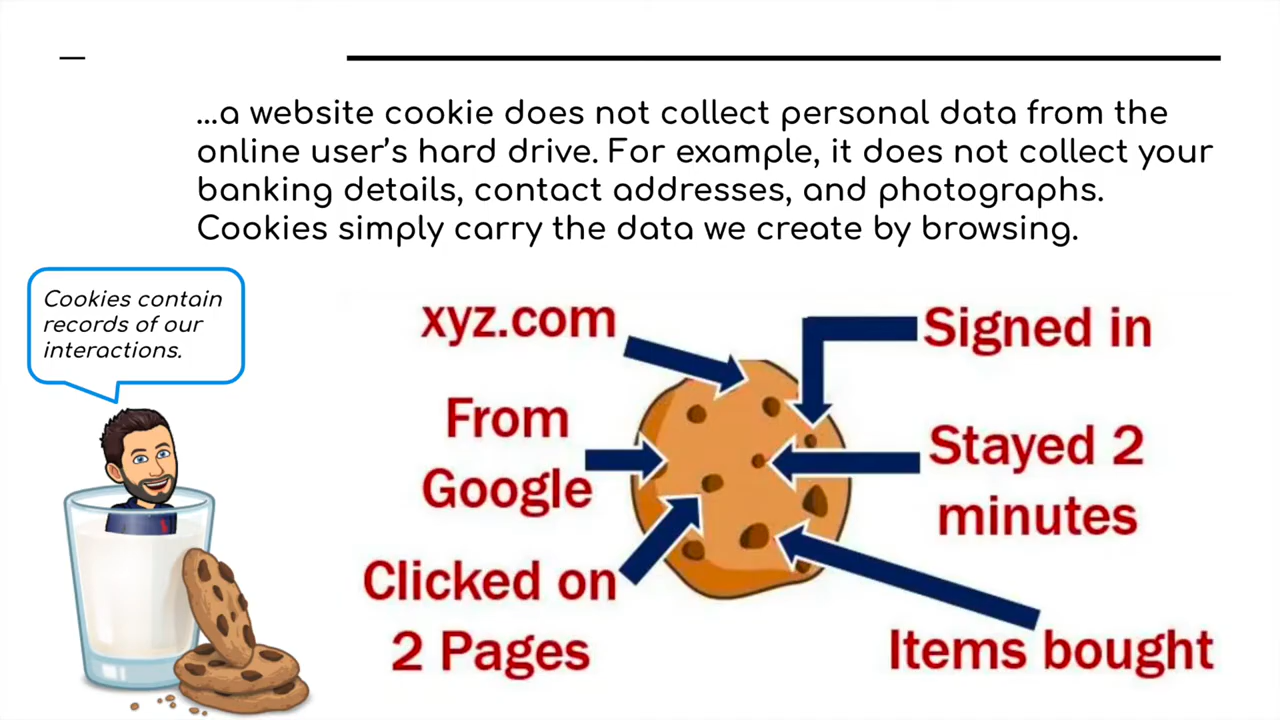 ...a website cookie does not collect personal data from the
online user's hard drive. For example, it does not collect your
banking details, contact addresses, and photographs.
Cookies simply carry the data we create by browsing.
Cookies contain
records of our
interactions.
xyz.com
From
Google
Clicked on
2 Pages
Signed in
Stayed 2
minutes
Items bought